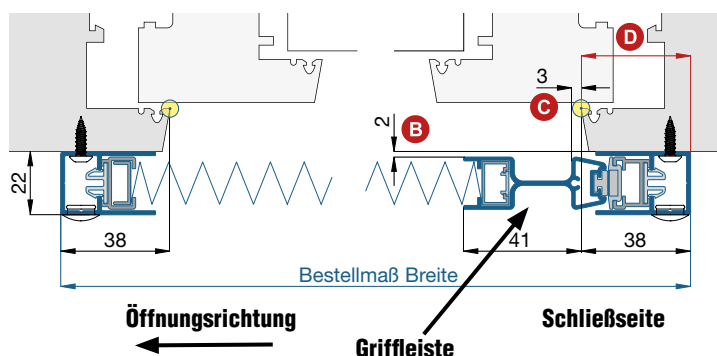 D
3
C
2
B
22
38
41
38
Bestellmaß Breite
Öffnungsrichtung
Schließseite
Griffleiste